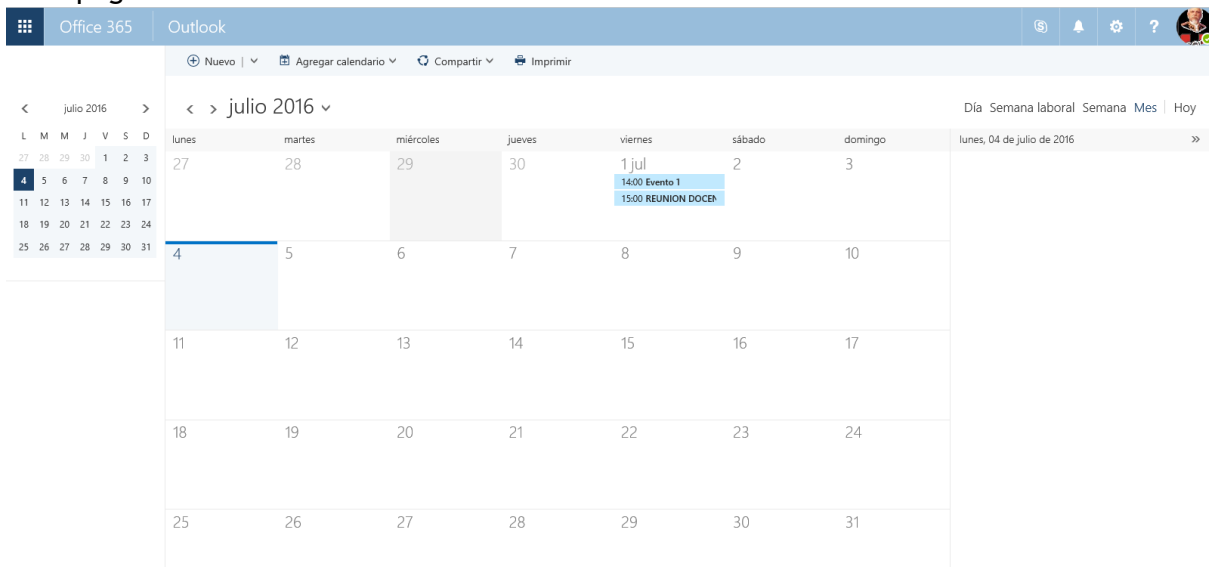 Office 365 Outlook ?
Nuevo Agregar calendario Compartir Imprimir
julio 2016
L M M J V S D
27 28 29 30 1 2 3
4 5 6 7 8 9 10
11 12 13 14 15 16 17
18 19 20 21 22 23 24
25 26 27 28 29 30 31
julio 2016 Día Semana laboral Semana Mes Hoy
lunes martes miércoles jueves viernes sábado domingo lunes, 04 de julio de 2016
27 28 29 30 1 jul 2 3
14:00 Evento 1
15:00 REUNION DOCEN
4 5 6 7 8 9 10
11 12 13 14 15 16 17
18 19 20 21 22 23 24
25 26 27 28 29 30 31